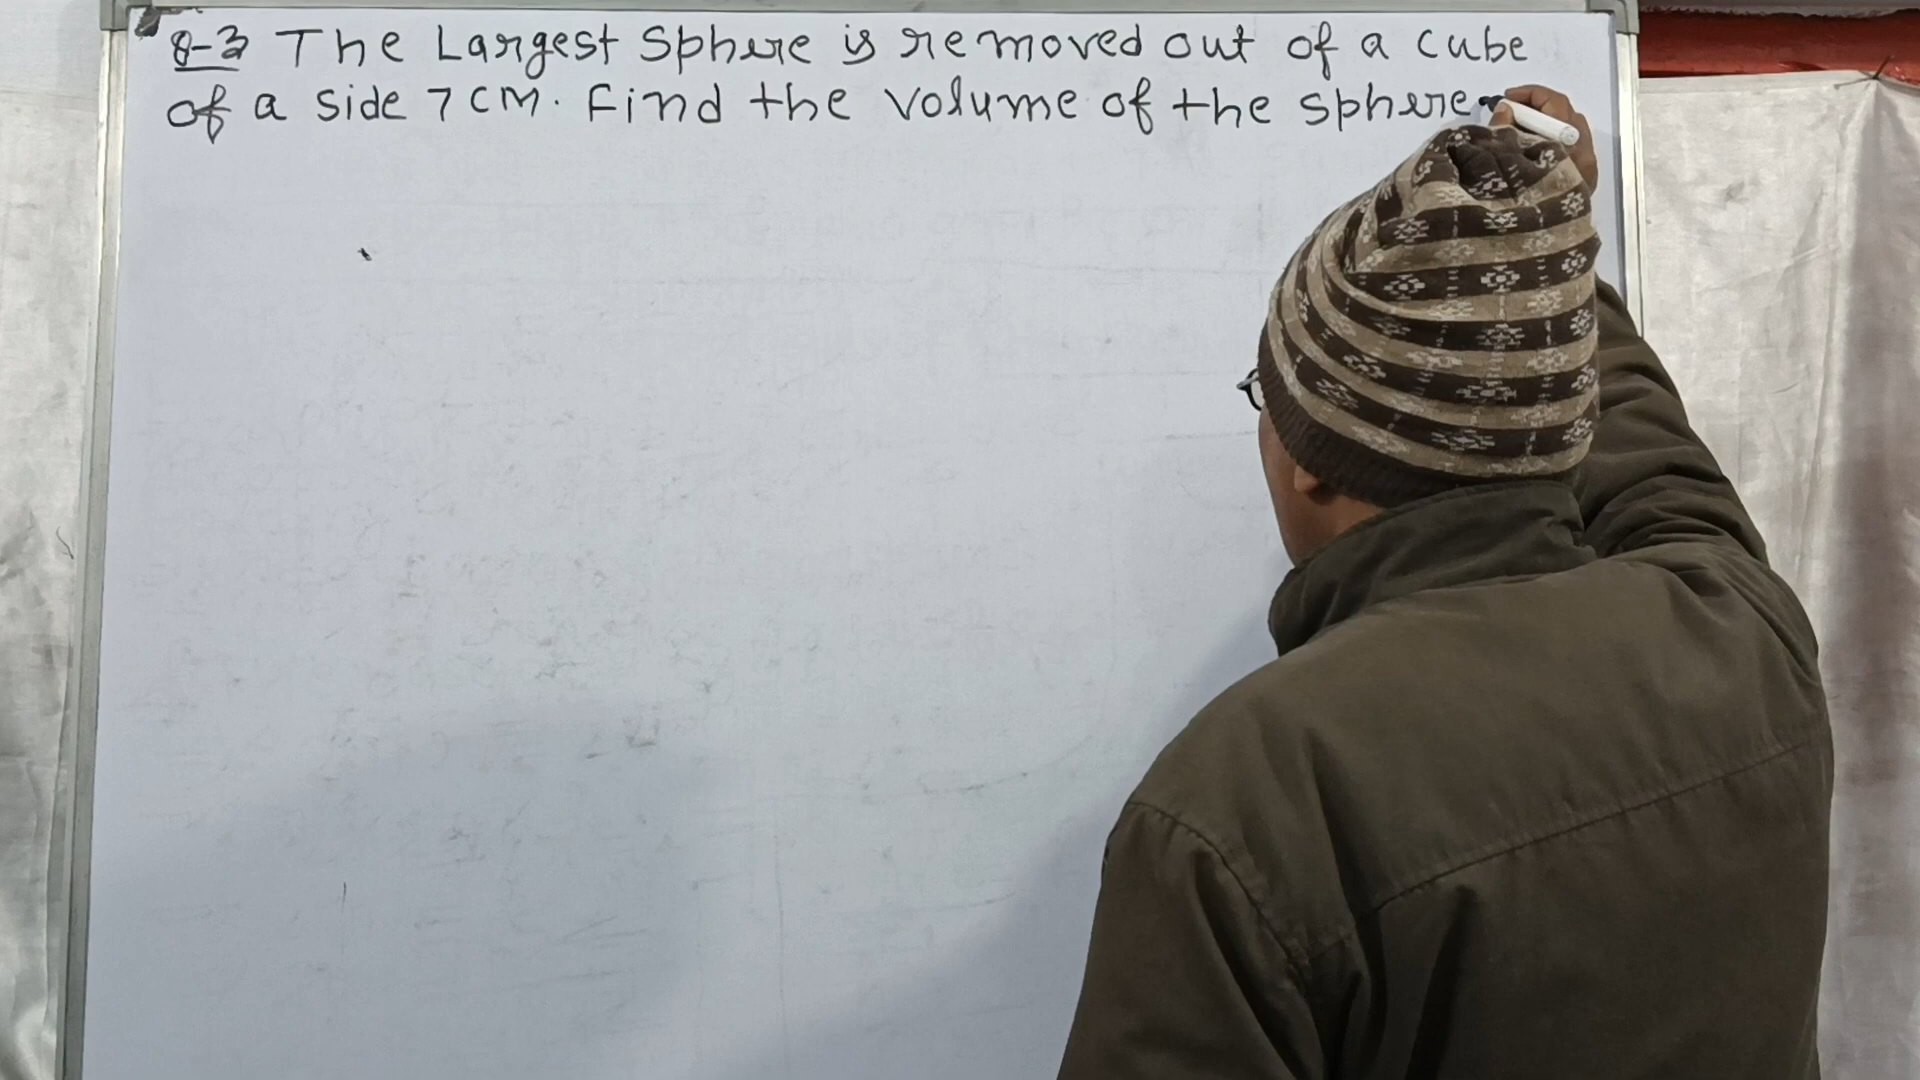 Q-3 The Largest Sphere is removed out of a cube
of a side 7 CM. Find the volume of the sphere